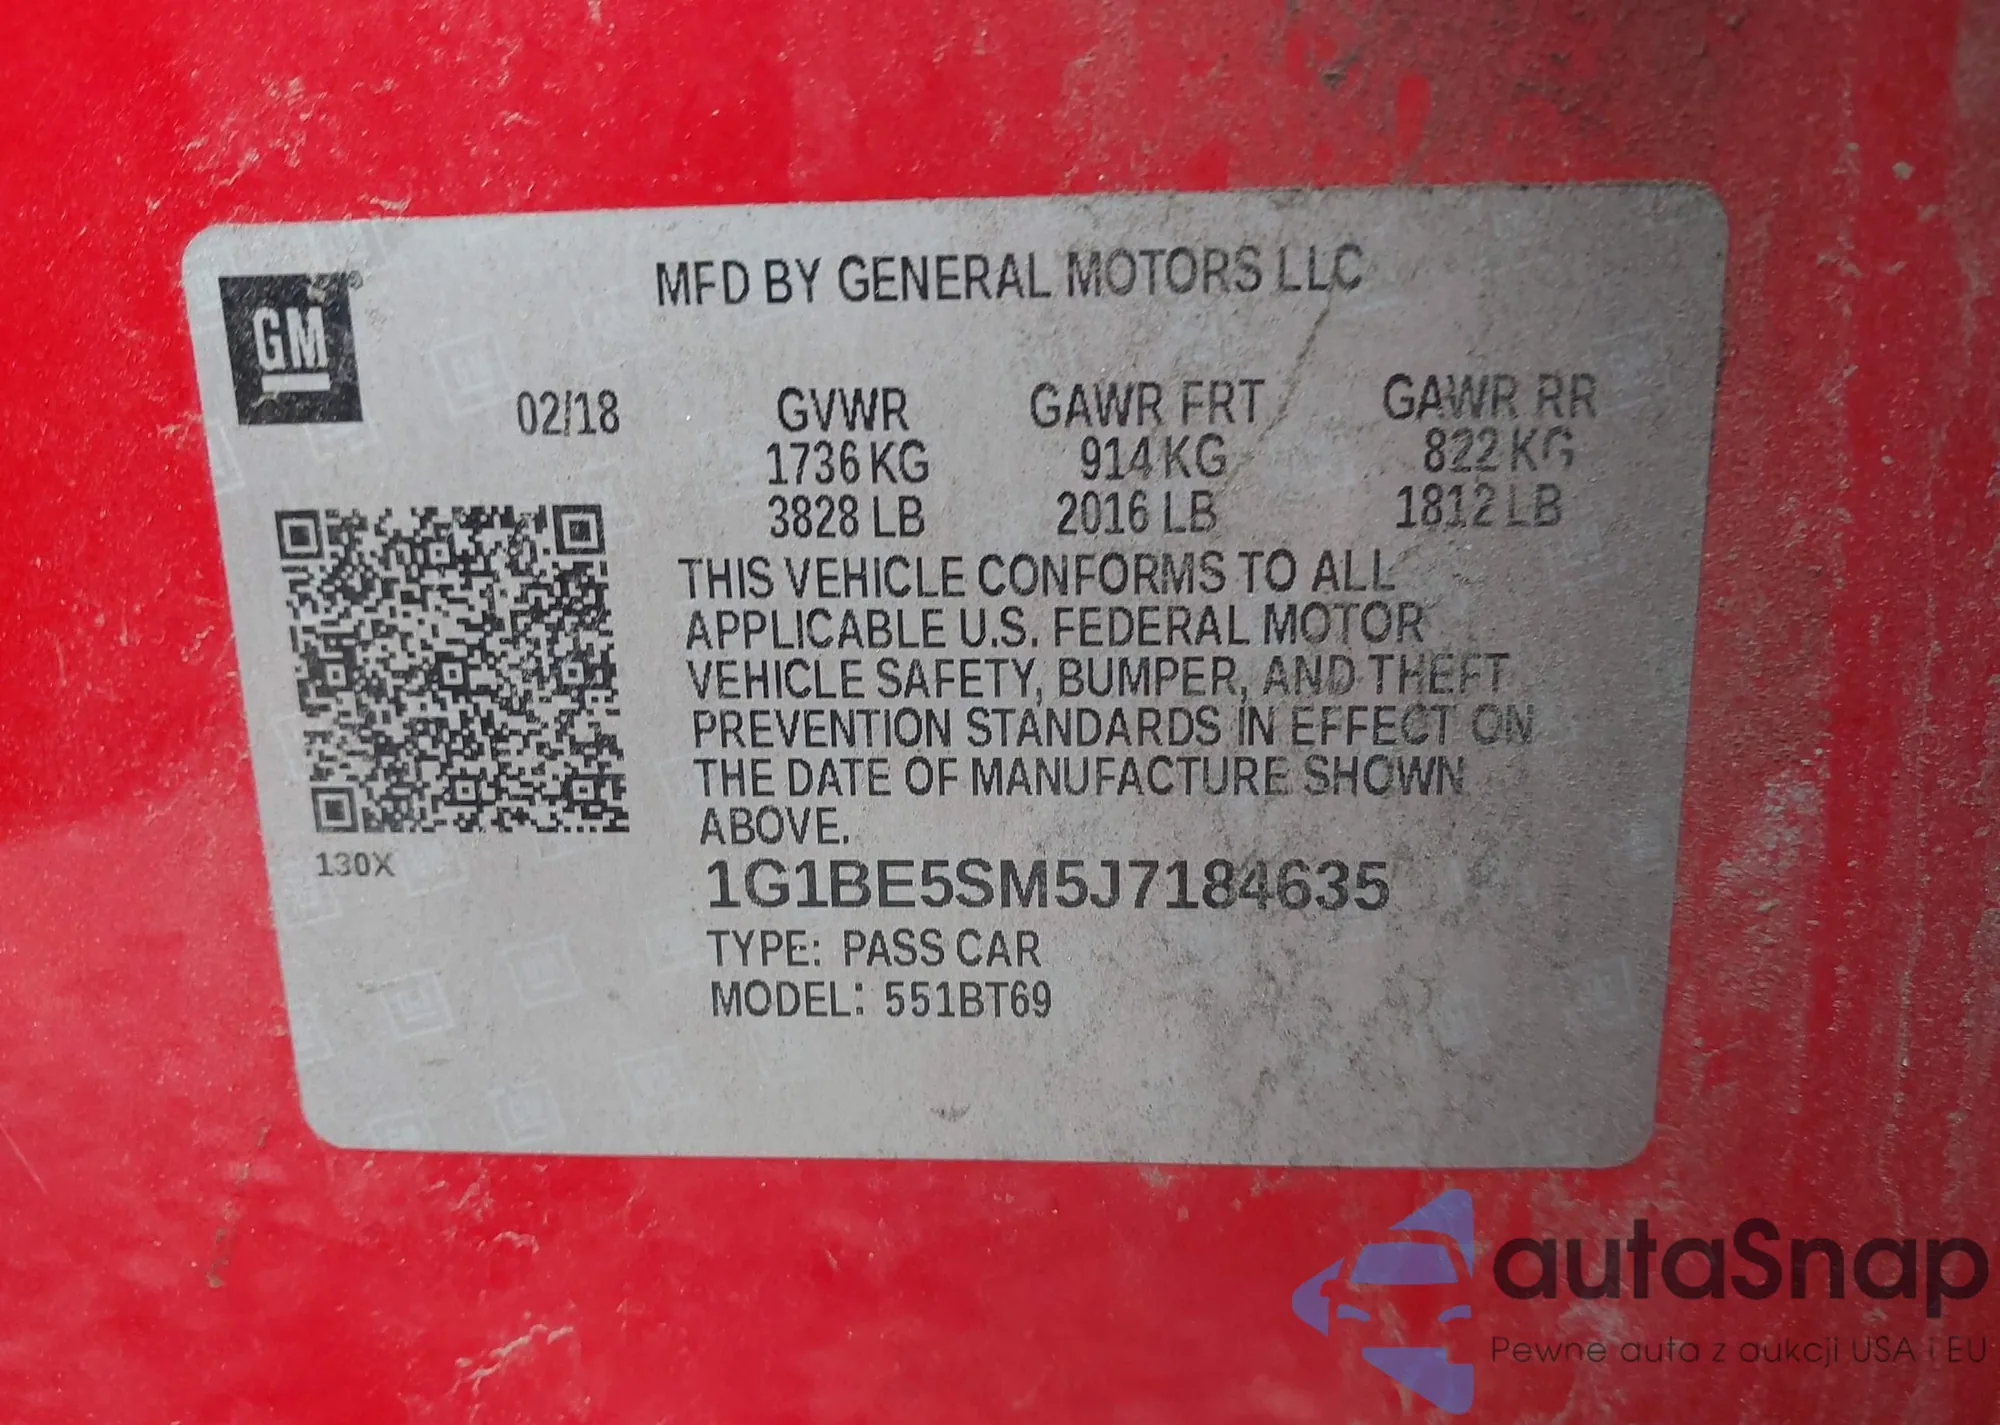 MFD BY GENERAL MOTORS LLC
GM
02/18 GVWR GAWR FRT GAWR RR
1736 KG 914 KG 822 KG
3828 LB 2016 LB 1812 LB
THIS VEHICLE CONFORMS TO ALL
APPLICABLE U.S. FEDERAL MOTOR
VEHICLE SAFETY, BUMPER, AND THEFT
PREVENTION STANDARDS IN EFFECT ON
THE DATE OF MANUFACTURE SHOWN
ABOVE.
130X
1G1BE5SM5J7184635
TYPE: PASS CAR
MODEL: 551BT69
autaSnap
Pewne auta z aukcji USA i EU